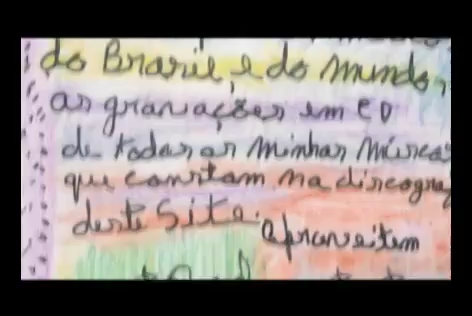 do Brasil, e do mundo,
as gravações em CD
de todas as minhas músicas
que constam na discogra
deste Site. Aproveitem